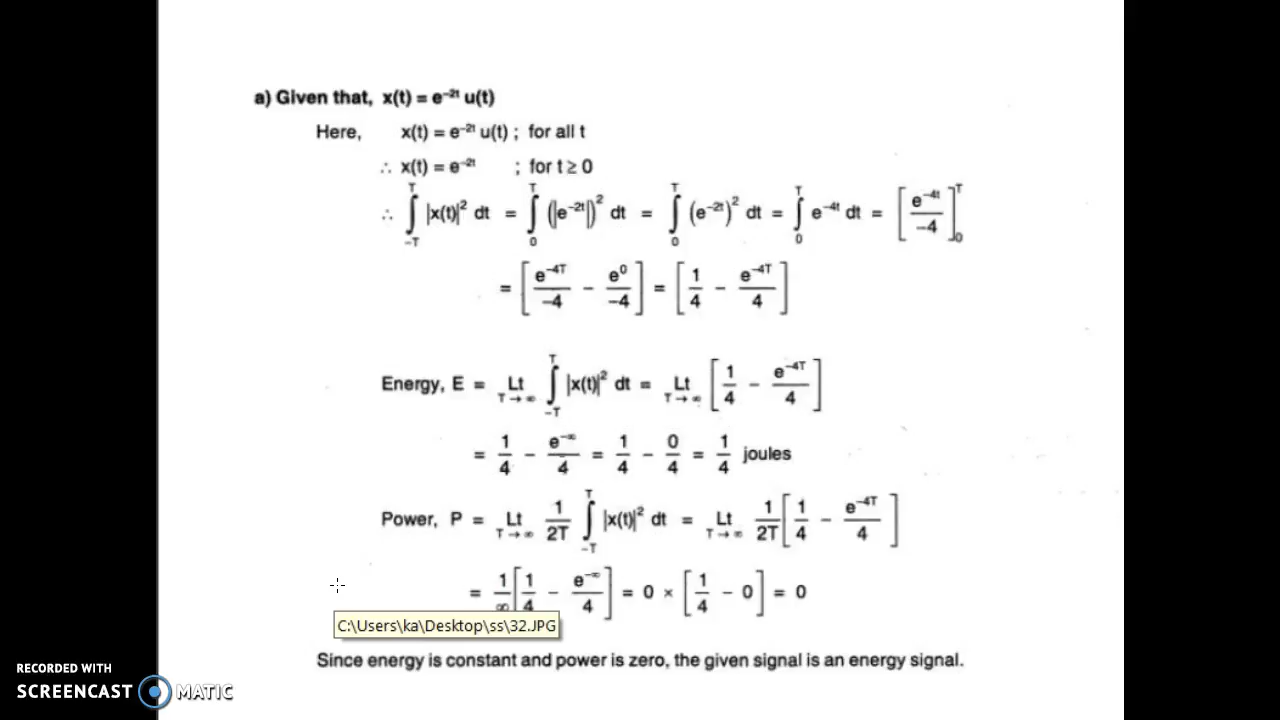 a) Given that, x(t) = e⁻²ᵗ u(t)
Here, x(t) = e⁻²ᵗ u(t) ; for all t
∴ x(t) = e⁻²ᵗ ; for t ≥ 0
∴ ∫_{-T}^{T} |x(t)|² dt = ∫_{0}^{T} (|e⁻²ᵗ|)² dt = ∫_{0}^{T} (e⁻²ᵗ)² dt = ∫_{0}^{T} e⁻⁴ᵗ dt = [e⁻⁴ᵗ/−4]_{0}^{T}
= [e^{−4T}/−4 − e⁰/−4] = [1/4 − e^{−4T}/4]
Energy, E = Lt_{T→∞} ∫_{-T}^{T} |x(t)|² dt = Lt_{T→∞} [1/4 − e^{−4T}/4]
= 1/4 − e^{−∞}/4 = 1/4 − 0/4 = 1/4 joules
Power, P = Lt_{T→∞} 1/2T ∫_{-T}^{T} |x(t)|² dt = Lt_{T→∞} 1/2T [1/4 − e^{−4T}/4]
= 1/∞ [1/4 − e^{−∞}/4] = 0 × [1/4 − 0] = 0
C:\Users\ka\Desktop\ss\32.JPG
Since energy is constant and power is zero, the given signal is an energy signal.
RECORDED WITH
SCREENCAST MATIC